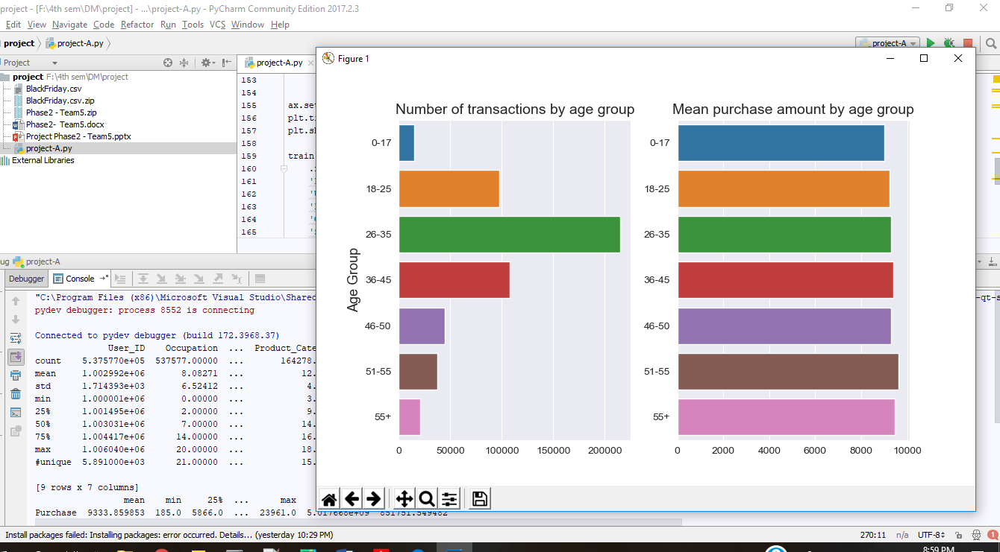 project - [F:\4th sem\DM\project] - ...\project-A.py - PyCharm Community Edition 2017.2.3
Edit View Navigate Code Refactor Run Tools VCS Window Help
project project-A.py project-A
Project
project F:\4th sem\DM\project
BlackFriday.csv
BlackFriday.csv.zip
Phase2 - Team5.zip
Phase2- Team5.docx
Project Phase2 - Team5.pptx
project-A.py
External Libraries
project-A.py
153
154
155 ax.se
156 plt.t
157 plt.s
158
159 train
160
161
162
163
164
165
Figure 1
Number of transactions by age group
Age Group
0-17
18-25
26-35
36-45
46-50
51-55
55+
0 50000 100000 150000 200000
Mean purchase amount by age group
0-17
18-25
26-35
36-45
46-50
51-55
55+
0 2000 4000 6000 8000 10000
ug project-A
Debugger Console
"C:\Program Files (x86)\Microsoft Visual Studio\Shared
-qt-s
pydev debugger: process 8552 is connecting
Connected to pydev debugger (build 172.3968.37)
User_ID Occupation ... Product_Cate
count 5.375770e+05 537577.00000 ... 164278.
mean 1.002992e+06 8.08271 ... 12.
std 1.714393e+03 6.52412 ... 4.
min 1.000001e+06 0.00000 ... 3.
25% 1.001495e+06 2.00000 ... 9.
50% 1.003031e+06 7.00000 ... 14.
75% 1.004417e+06 14.00000 ... 16.
max 1.006040e+06 20.00000 ... 18.
#unique 5.891000e+03 21.00000 ... 15.
[9 rows x 7 columns]
mean min 25% ... max
Purchase 9333.859853 185.0 5866.0 ... 23961.0 5.017668e+09 851751.549482
Install packages failed: Installing packages: error occurred. Details... (yesterday 10:29 PM)
270:11 n/a UTF-8 1
8:59 PM